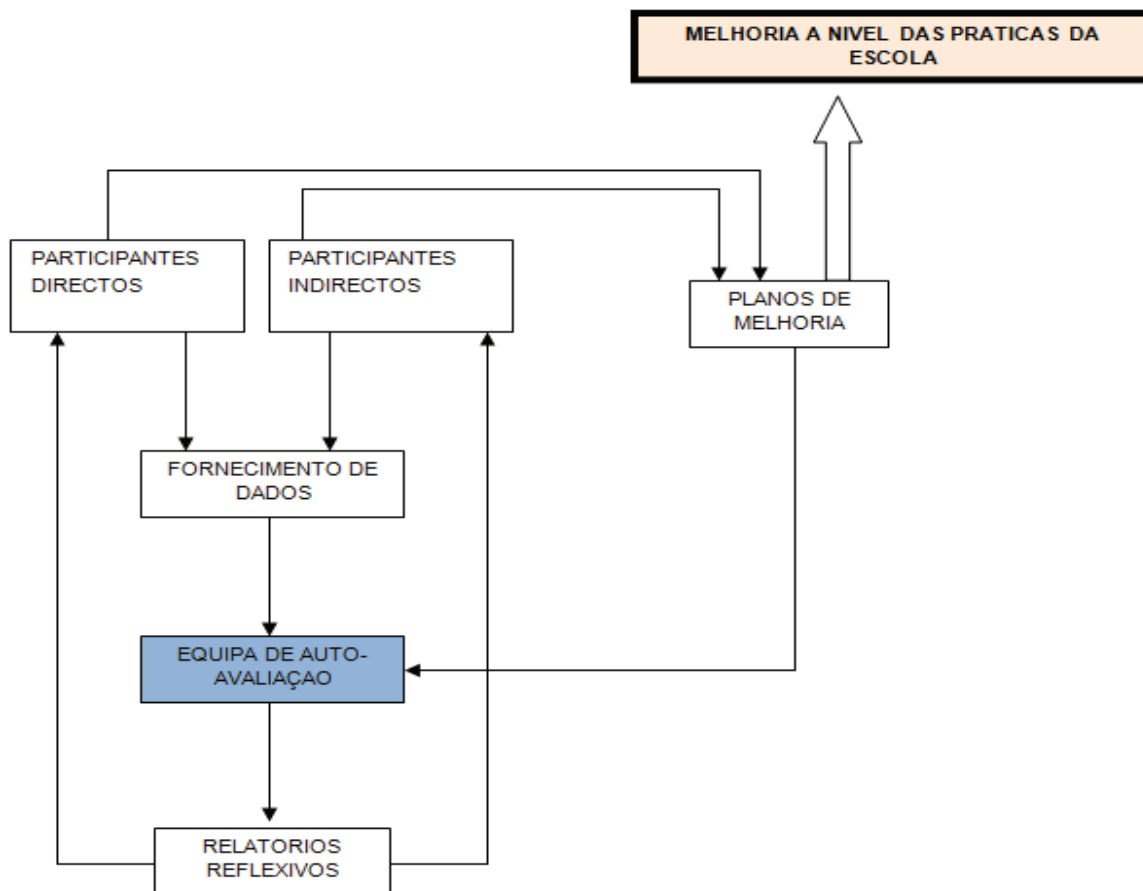 MELHORIA A NIVEL DAS PRATICAS DA
ESCOLA
PARTICIPANTES
DIRECTOS
PARTICIPANTES
INDIRECTOS
PLANOS DE
MELHORIA
FORNECIMENTO DE
DADOS
EQUIPA DE AUTO-
AVALIAÇAO
RELATORIOS
REFLEXIVOS